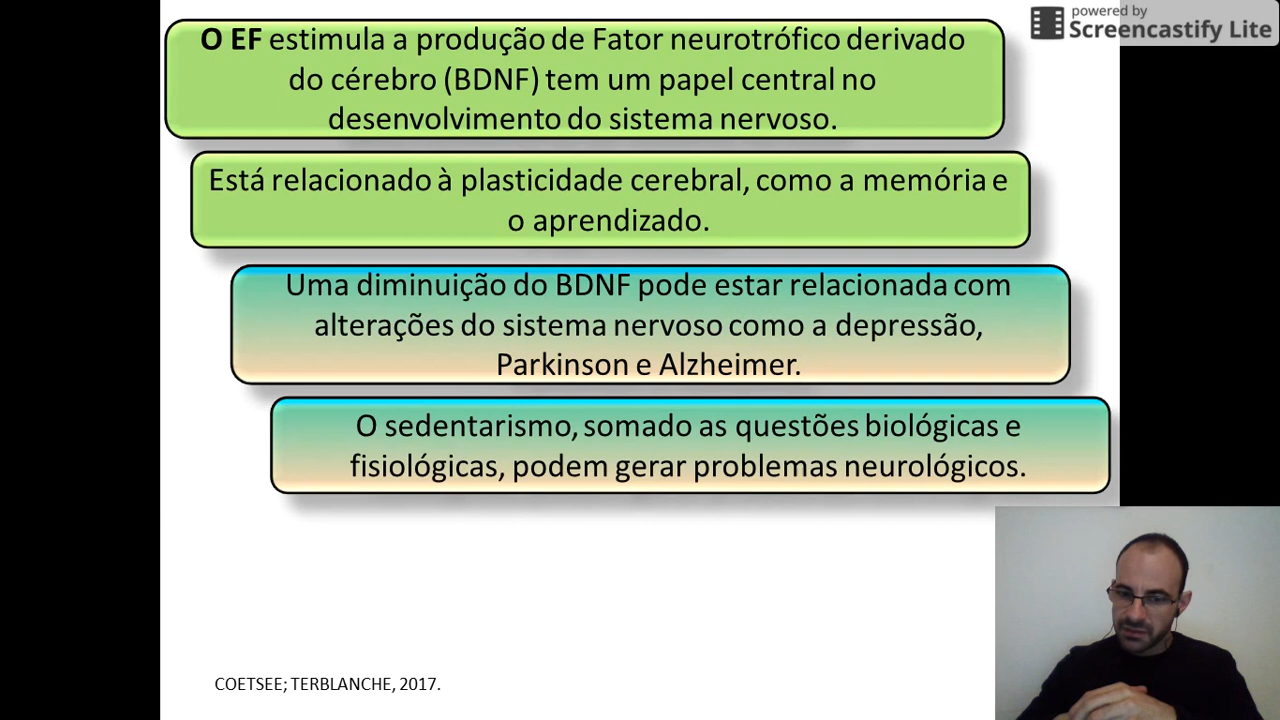 powered by
Screencastify Lite
O EF estimula a produção de Fator neurotrófico derivado
do cérebro (BDNF) tem um papel central no
desenvolvimento do sistema nervoso.
Está relacionado à plasticidade cerebral, como a memória e
o aprendizado.
Uma diminuição do BDNF pode estar relacionada com
alterações do sistema nervoso como a depressão,
Parkinson e Alzheimer.
O sedentarismo, somado as questões biológicas e
fisiológicas, podem gerar problemas neurológicos.
COETSEE; TERBLANCHE, 2017.